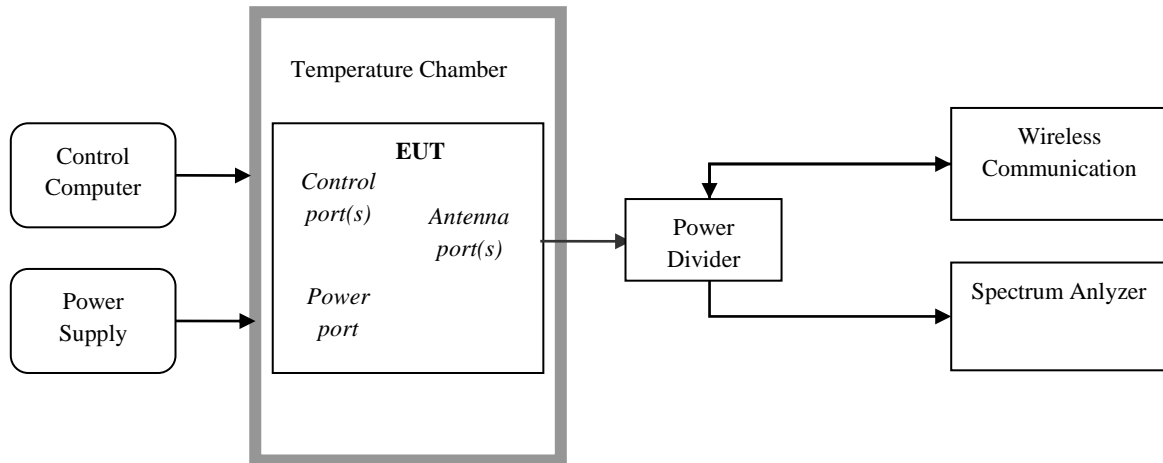 Temperature Chamber
Control
Computer
Power
Supply
EUT
Control
port(s)
Antenna
port(s)
Power
port
Power
Divider
Wireless
Communication
Spectrum Anlyzer